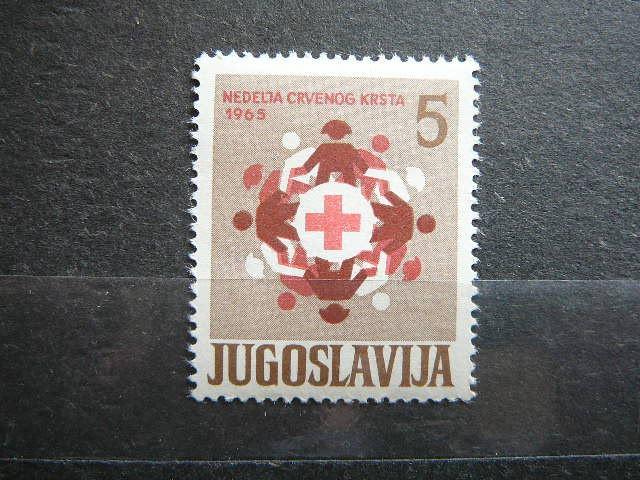 NEDELJA CRVENOG KRSTA
1965
5
JUGOSLAVIJA